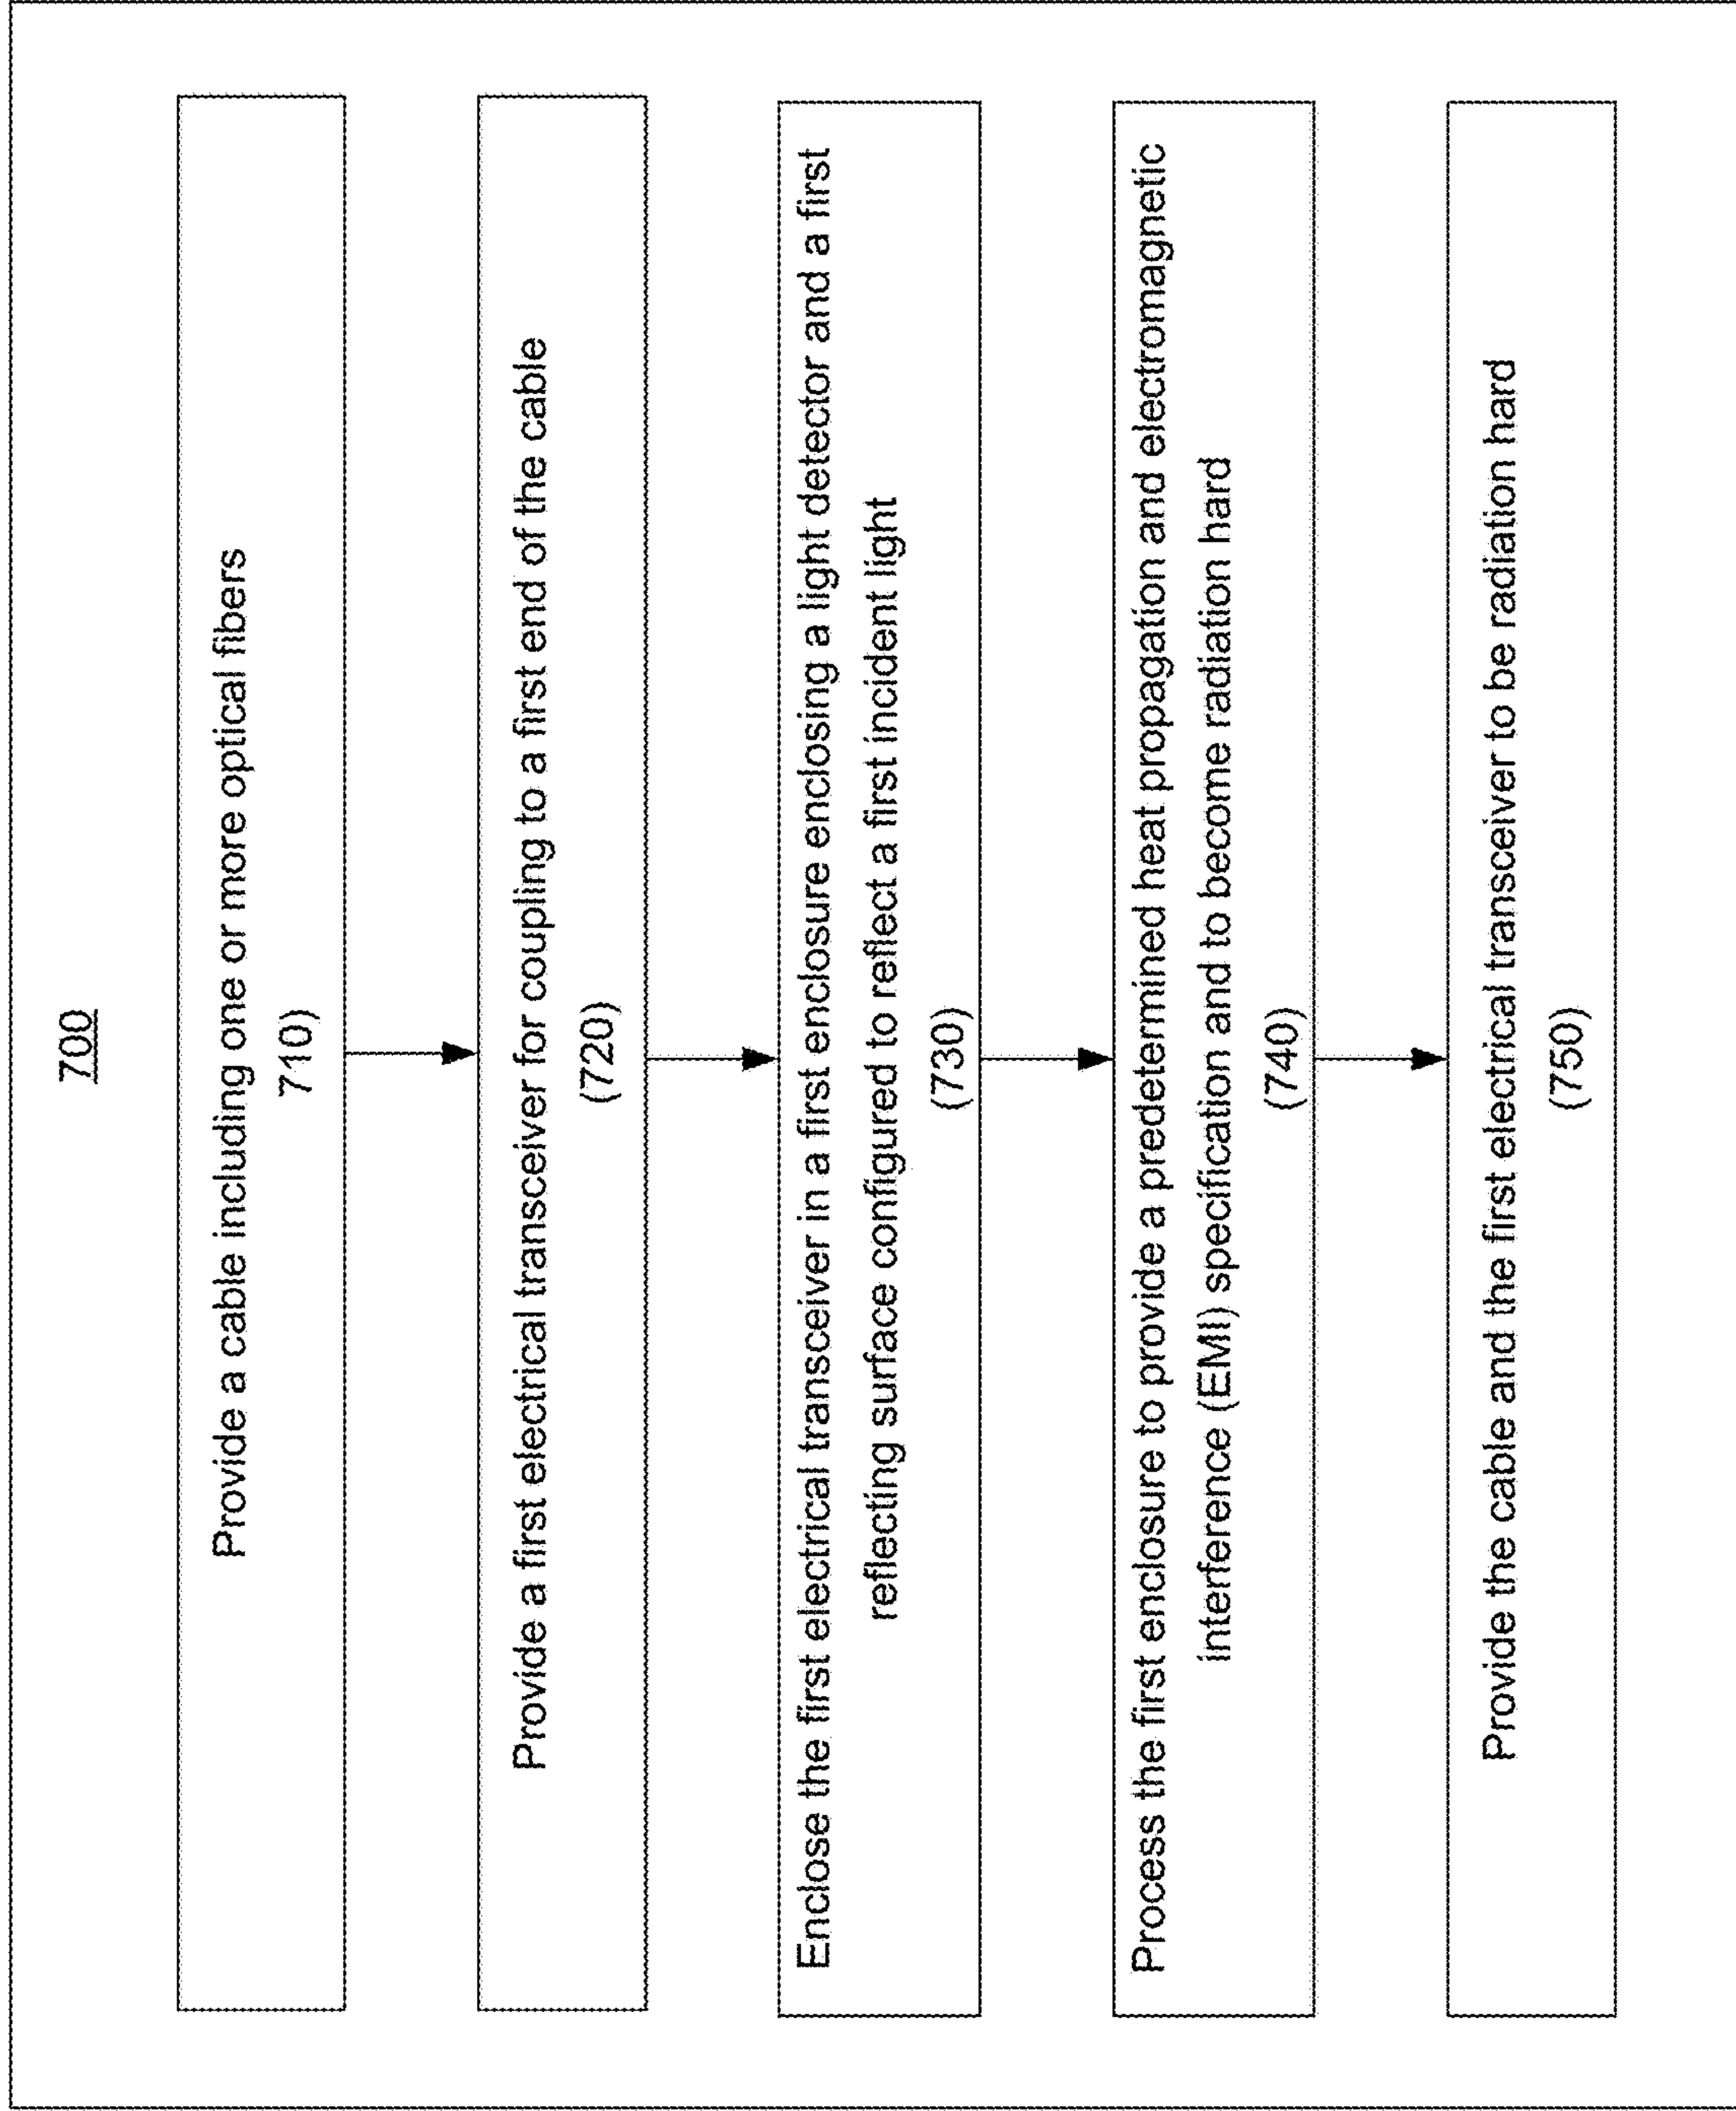 700
Provide a cable including one or more optical fibers
710)
Provide a first electrical transceiver for coupling to a first end of the cable
(720)
Enclose the first electrical transceiver in a first enclosure enclosing a light detector and a first
reflecting surface configured to reflect a first incident light
(730)
Process the first enclosure to provide a predetermined heat propagation and electromagnetic
interference (EMI) specification and to become radiation hard
(740)
Provide the cable and the first electrical transceiver to be radiation hard
(750)